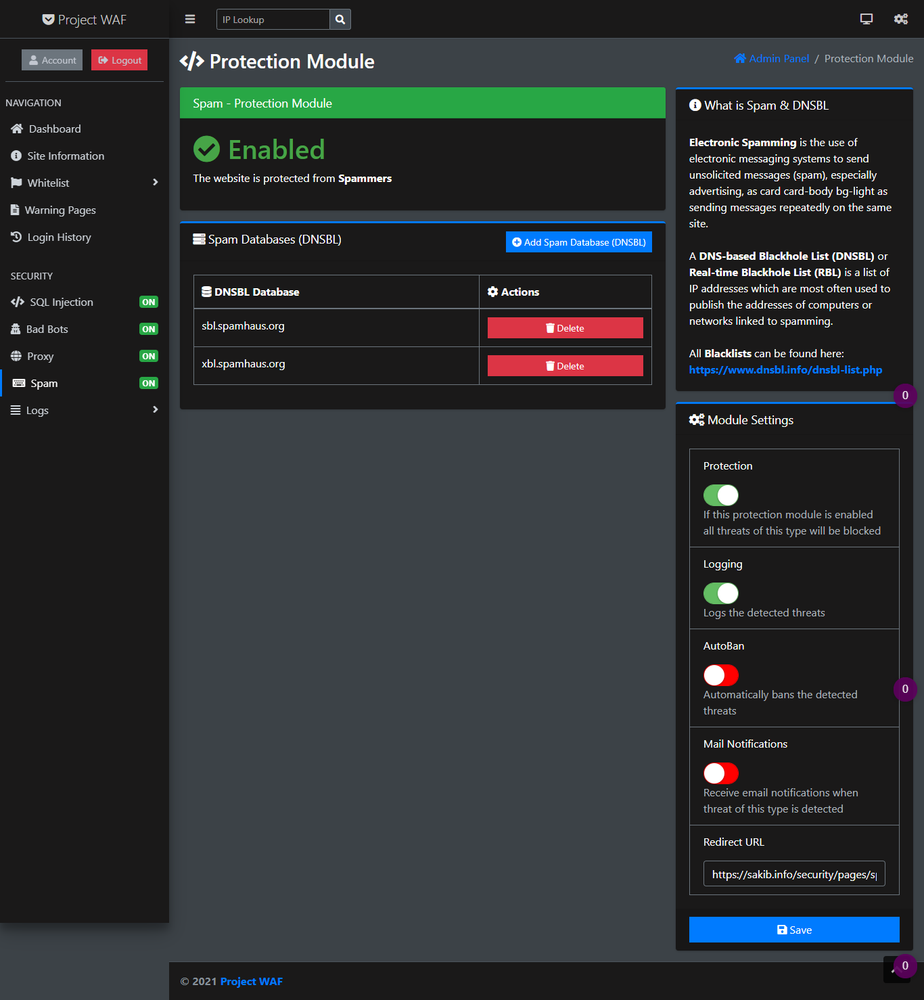 Project WAF
IP Lookup
Account
Logout
NAVIGATION
Dashboard
Site Information
Whitelist
Warning Pages
Login History
SECURITY
SQL Injection ON
Bad Bots ON
Proxy ON
Spam ON
Logs
Protection Module
Admin Panel / Protection Module
Spam - Protection Module
Enabled
The website is protected from Spammers
Spam Databases (DNSBL)
Add Spam Database (DNSBL)
DNSBL Database Actions
sbl.spamhaus.org Delete
xbl.spamhaus.org Delete
What is Spam & DNSBL
Electronic Spamming is the use of
electronic messaging systems to send
unsolicited messages (spam), especially
advertising, as card card-body bg-light as
sending messages repeatedly on the same
site.
A DNS-based Blackhole List (DNSBL) or
Real-time Blackhole List (RBL) is a list of
IP addresses which are most often used to
publish the addresses of computers or
networks linked to spamming.
All Blacklists can be found here:
https://www.dnsbl.info/dnsbl-list.php
0
Module Settings
Protection
If this protection module is enabled
all threats of this type will be blocked
Logging
Logs the detected threats
AutoBan
Automatically bans the detected
threats
0
Mail Notifications
Receive email notifications when
threat of this type is detected
Redirect URL
https://sakib.info/security/pages/s
Save
0
© 2021 Project WAF